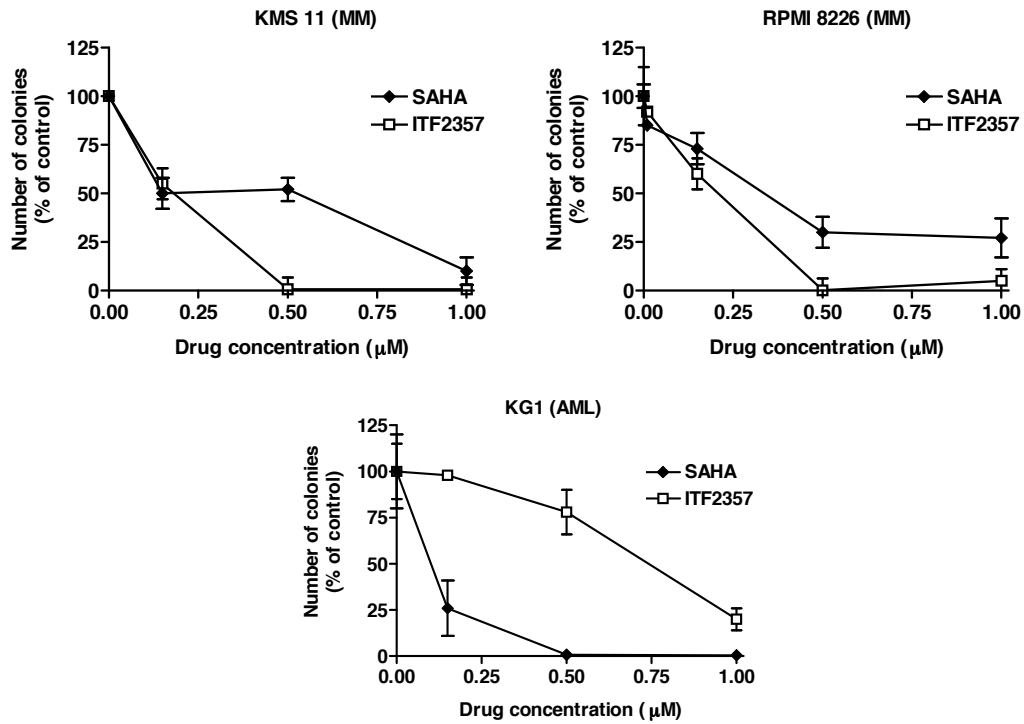 KMS 11 (MM)
125
100
75
50
25
0
0.00 0.25 0.50 0.75 1.00
Number of colonies
(% of control)
Drug concentration (μM)
SAHA
ITF2357
RPMI 8226 (MM)
125
100
75
50
25
0
0.00 0.25 0.50 0.75 1.00
Number of colonies
(% of control)
Drug concentration (μM)
SAHA
ITF2357
KG1 (AML)
125
100
75
50
25
0
0.00 0.25 0.50 0.75 1.00
Number of colonies
(% of control)
Drug concentration (μM)
SAHA
ITF2357